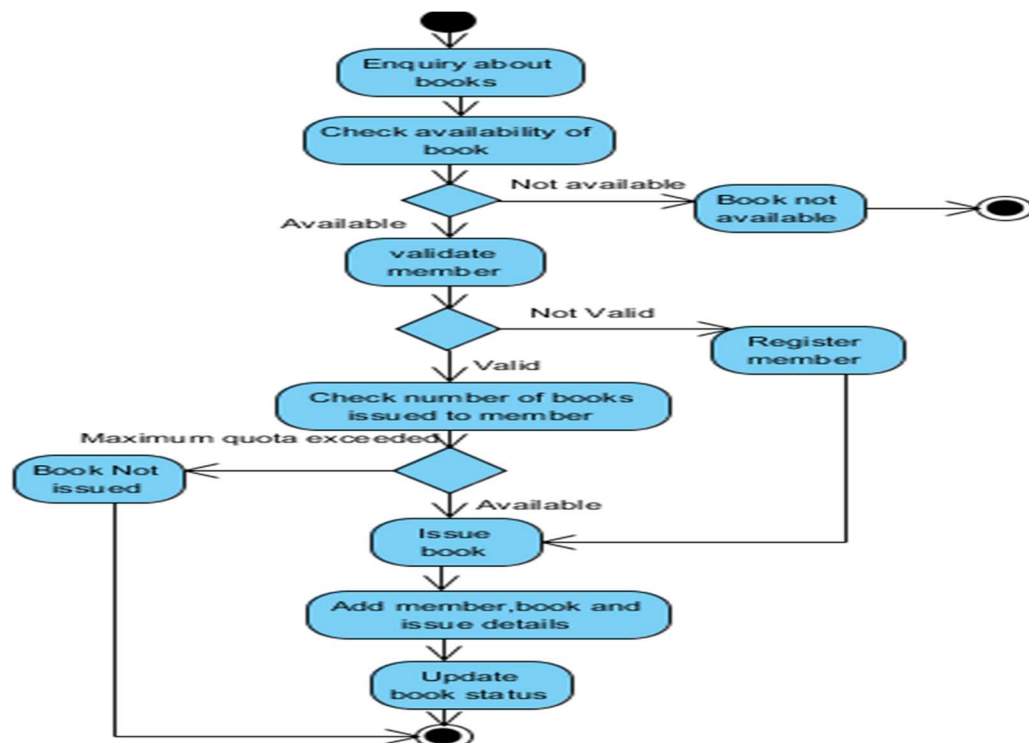 Enquiry about
books
Check availability of
book
Not available
Book not
available
Available
validate
member
Not Valid
Register
member
Valid
Check number of books
issued to member
Maximum quota exceeded
Book Not
issued
Available
Issue
book
Add member,book and
issue details
Update
book status